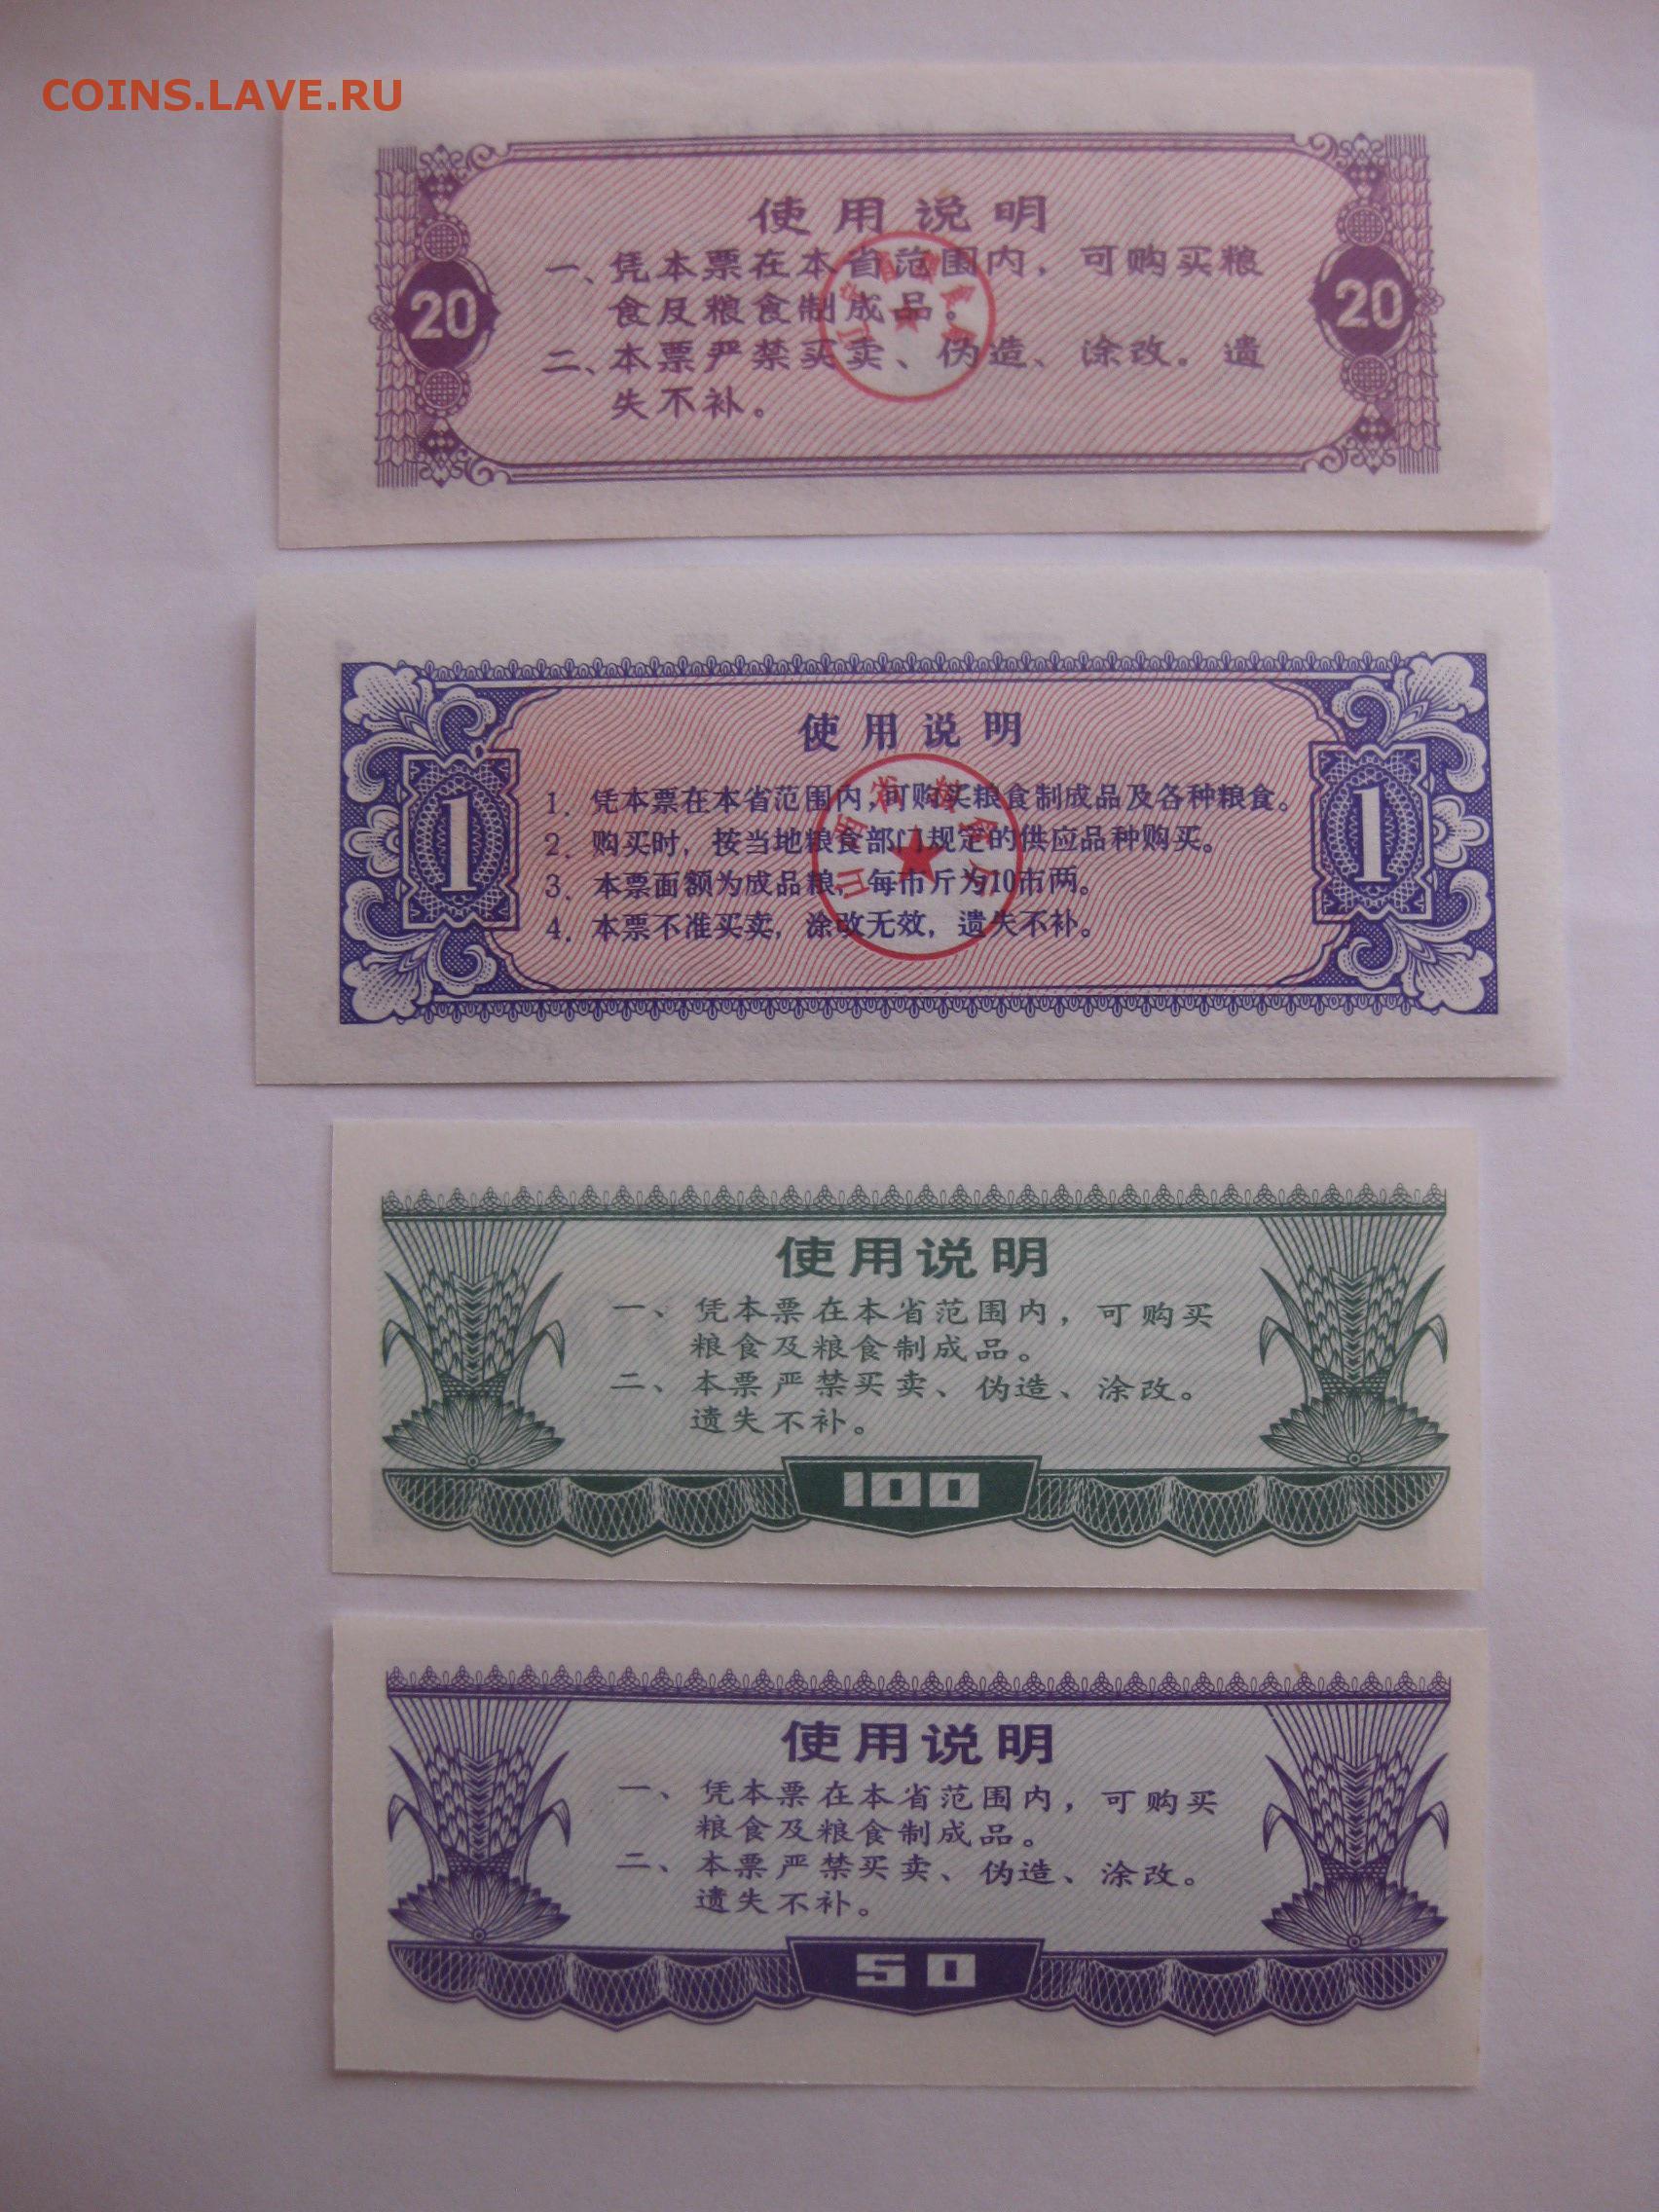 COINS.LAVE.RU
使用说明
一、凭本票在本省范围内，可购买粮
食及粮食制成品。
二、本票严禁买卖、伪造、涂改。遗
失不补。
20
20
使用说明
1. 凭本票在本省范围内，可购买粮食制成品及各种粮食。
2. 购买时，按当地粮食部门规定的供应品种购买。
3. 本票面额为成品粮，每市斤为10市两。
4. 本票不准买卖，涂改无效，遗失不补。
1
1
山西省粮食厅
使用说明
一、凭本票在本省范围内，可购买
粮食及粮食制成品。
二、本票严禁买卖、伪造、涂改。
遗失不补。
100
使用说明
一、凭本票在本省范围内，可购买
粮食及粮食制成品。
二、本票严禁买卖、伪造、涂改。
遗失不补。
50